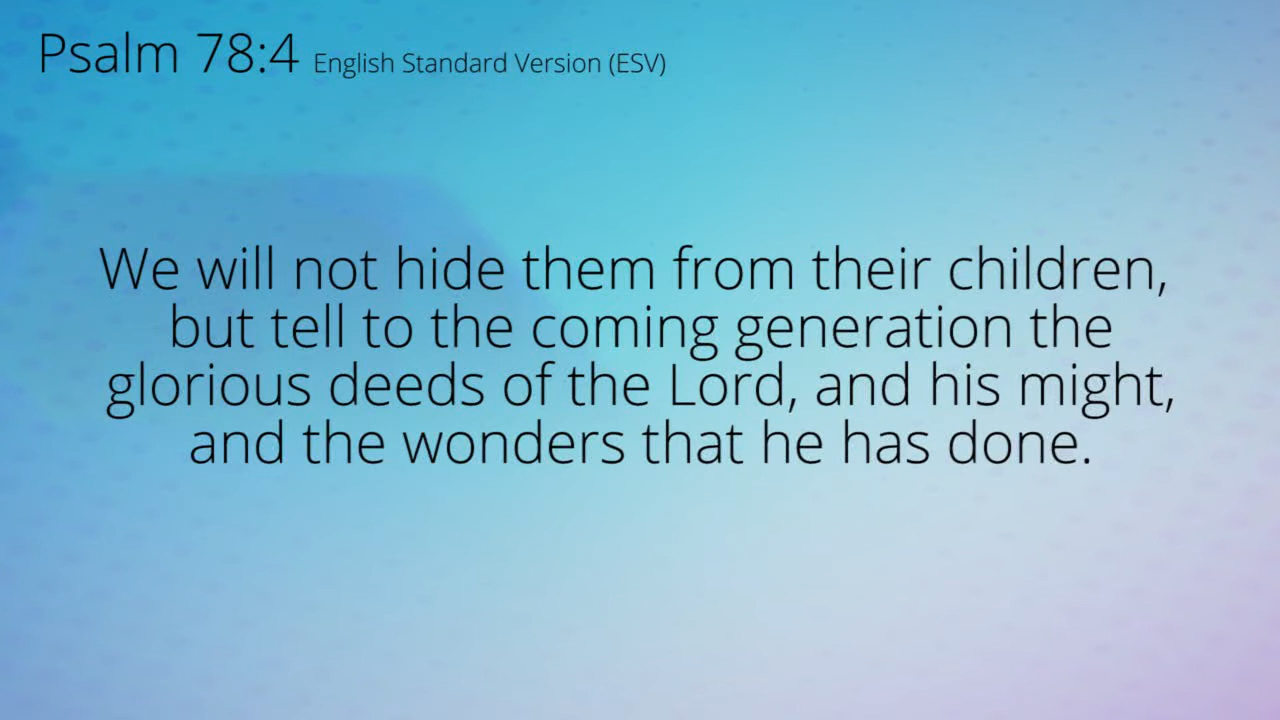 Psalm 78:4 English Standard Version (ESV)
We will not hide them from their children,
but tell to the coming generation the
glorious deeds of the Lord, and his might,
and the wonders that he has done.